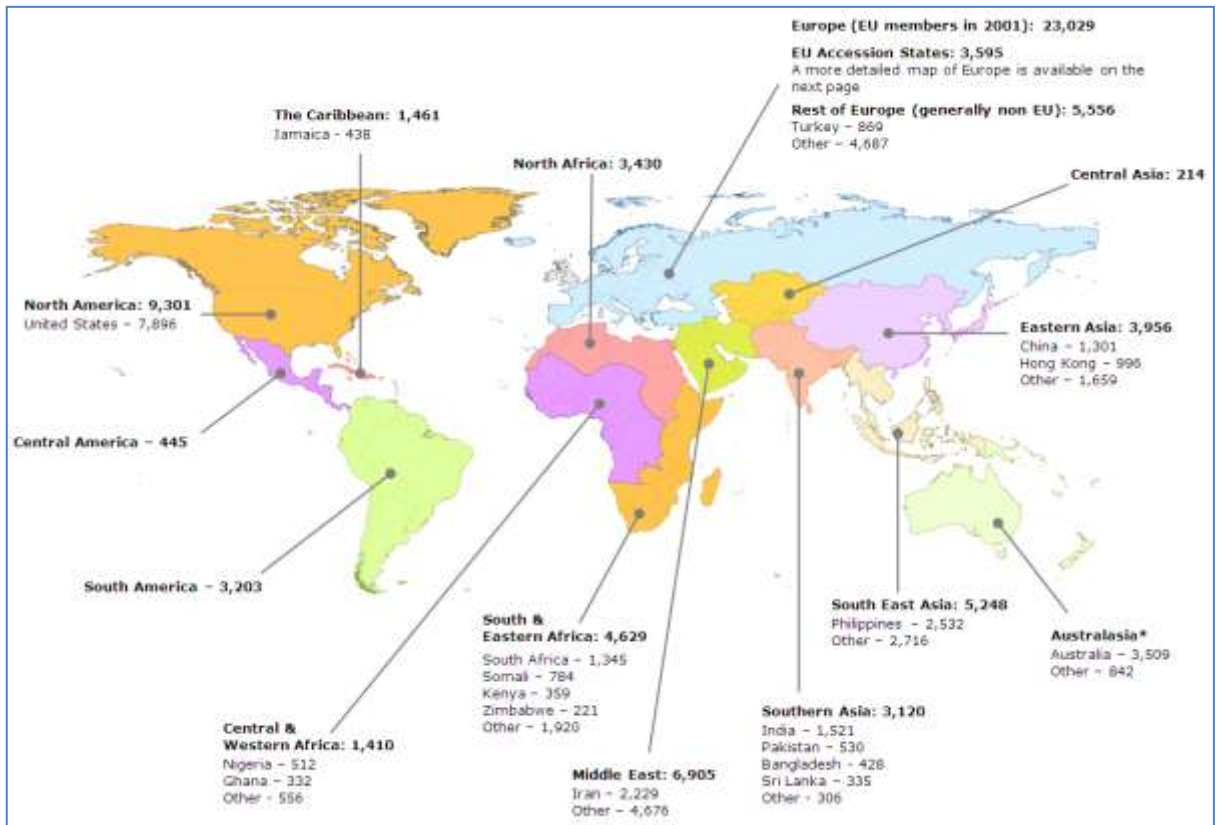 Europe (EU members in 2001): 23,029
EU Accession States: 3,595
A more detailed map of Europe is available on the
next page
Rest of Europe (generally non EU): 5,556
Turkey – 869
Other – 4,687
The Caribbean: 1,461
Jamaica - 438
North Africa: 3,430
Central Asia: 214
North America: 9,301
United States – 7,896
Eastern Asia: 3,956
China – 1,301
Hong Kong – 996
Other – 1,659
Central America – 445
South America – 3,203
South &
Eastern Africa: 4,629
South Africa – 1,345
Somali – 784
Kenya – 359
Zimbabwe – 221
Other – 1,920
South East Asia: 5,248
Philippines – 2,532
Other – 2,716
Australasia*
Australia – 3,509
Other – 842
Central &
Western Africa: 1,410
Nigeria – 512
Ghana – 332
Other - 556
Middle East: 6,905
Iran – 2,229
Other – 4,676
Southern Asia: 3,120
India – 1,521
Pakistan – 530
Bangladesh – 428
Sri Lanka – 335
Other – 306